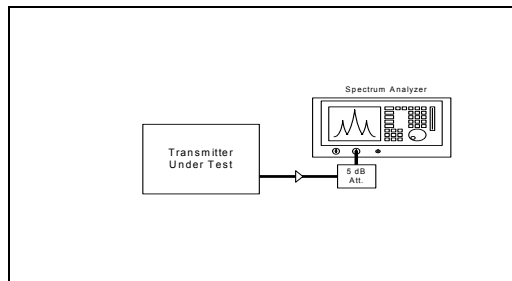 Spectrum Analyzer
Transmitter
Under Test
5 dB
Att.